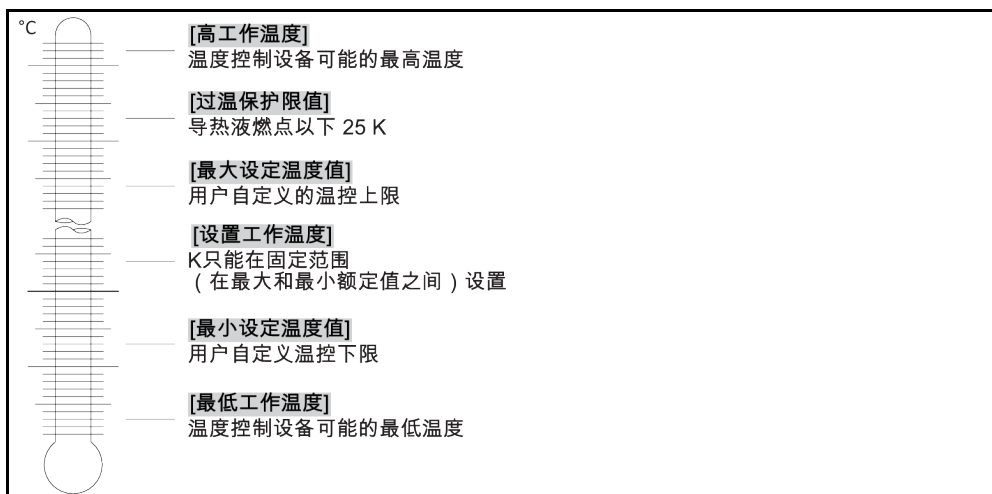 °C
[高工作温度]
温度控制设备可能的最高温度
[过温保护限值]
导热液燃点以下 25 K
[最大设定温度值]
用户自定义的温控上限
[设置工作温度]
K只能在固定范围
（在最大和最小额定值之间）设置
[最小设定温度值]
用户自定义温控下限
[最低工作温度]
温度控制设备可能的最低温度